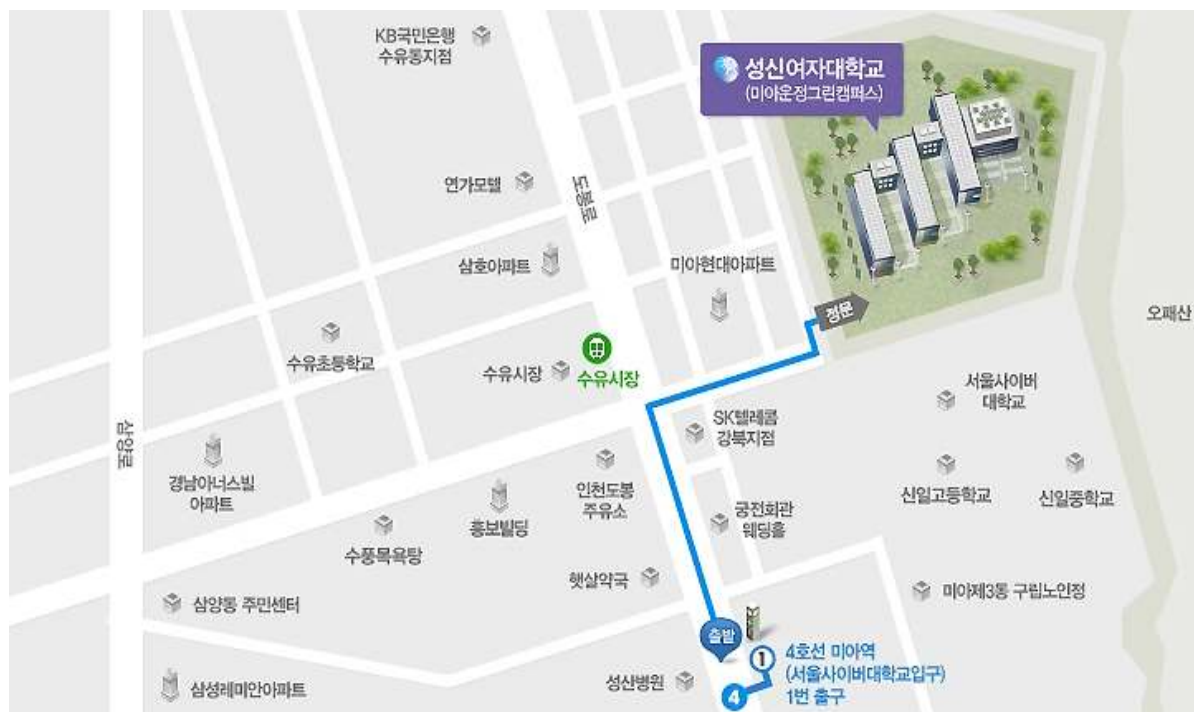 KB국민은행
수유동지점
성신여자대학교
(미아운정그린캠퍼스)
연가모텔
도봉로
삼호아파트
미아현대아파트
정문
오패산
수유초등학교
수유시장
수유시장
서울사이버
대학교
SK텔레콤
강북지점
삼양로
경남아너스빌
아파트
인천도봉
주유소
신일고등학교
신일중학교
흥보빌딩
궁전회관
웨딩홀
수풍목욕탕
햇살약국
미아제3동 구립노인정
삼양동 주민센터
출발
1
4호선 미아역
(서울사이버대학교입구)
1번 출구
4
성산병원
삼성레미안아파트